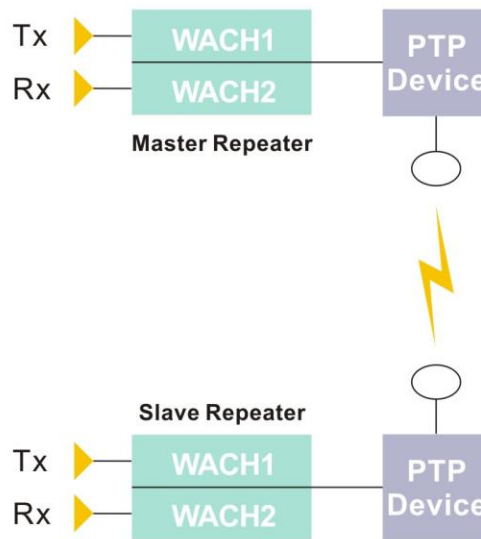 Tx
WACH1
PTP
Device
Rx
WACH2
Master Repeater
Slave Repeater
Tx
WACH1
PTP
Device
Rx
WACH2